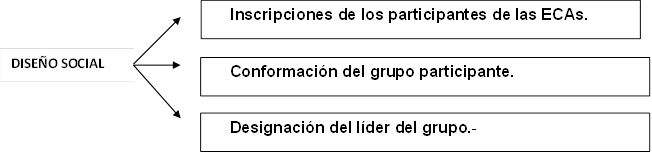 Inscripciones de los participantes de las ECAs.
DISEÑO SOCIAL
Conformación del grupo participante.
Designación del líder del grupo.-